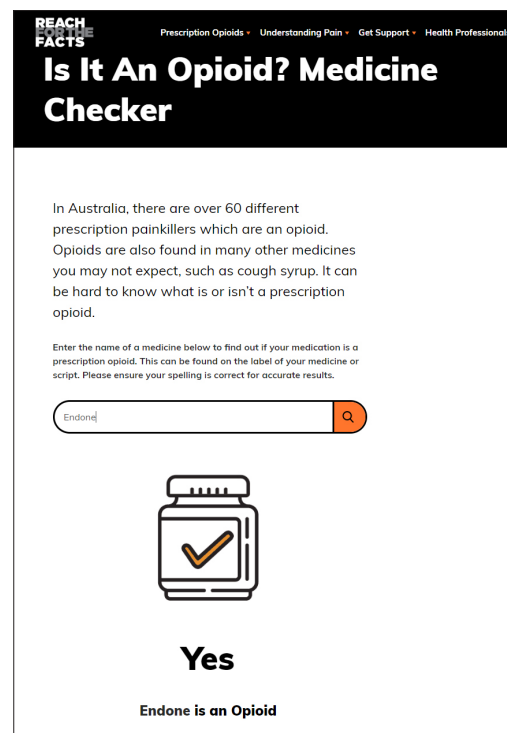 REACH
FOR THE
FACTS
Prescription Opioids Understanding Pain Get Support Health Professionals
Is It An Opioid? Medicine
Checker
In Australia, there are over 60 different
prescription painkillers which are an opioid.
Opioids are also found in many other medicines
you may not expect, such as cough syrup. It can
be hard to know what is or isn't a prescription
opioid.
Enter the name of a medicine below to find out if your medication is a
prescription opioid. This can be found on the label of your medicine or
script. Please ensure your spelling is correct for accurate results.
Endone
Yes
Endone is an Opioid